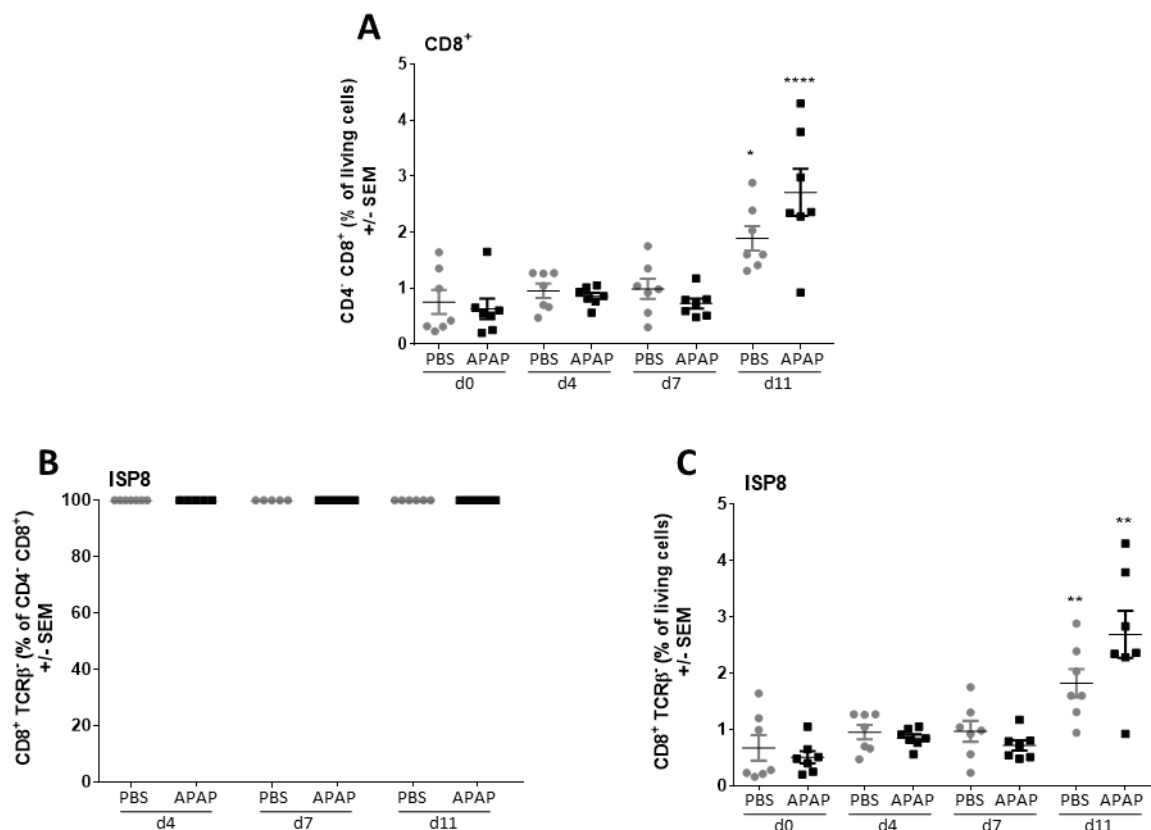 A
CD8⁺
CD4⁻ CD8⁺ (% of living cells)
+/- SEM
5
4
3
2
1
0
*
****
PBS APAP PBS APAP PBS APAP PBS APAP
d0 d4 d7 d11
B
ISP8
CD8⁺ TCRβ⁻ (% of CD4⁻ CD8⁺)
+/- SEM
100
80
60
40
20
0
PBS APAP PBS APAP PBS APAP
d4 d7 d11
C
ISP8
CD8⁺ TCRβ⁻ (% of living cells)
+/- SEM
5
4
3
2
1
0
**
**
PBS APAP PBS APAP PBS APAP PBS APAP
d0 d4 d7 d11